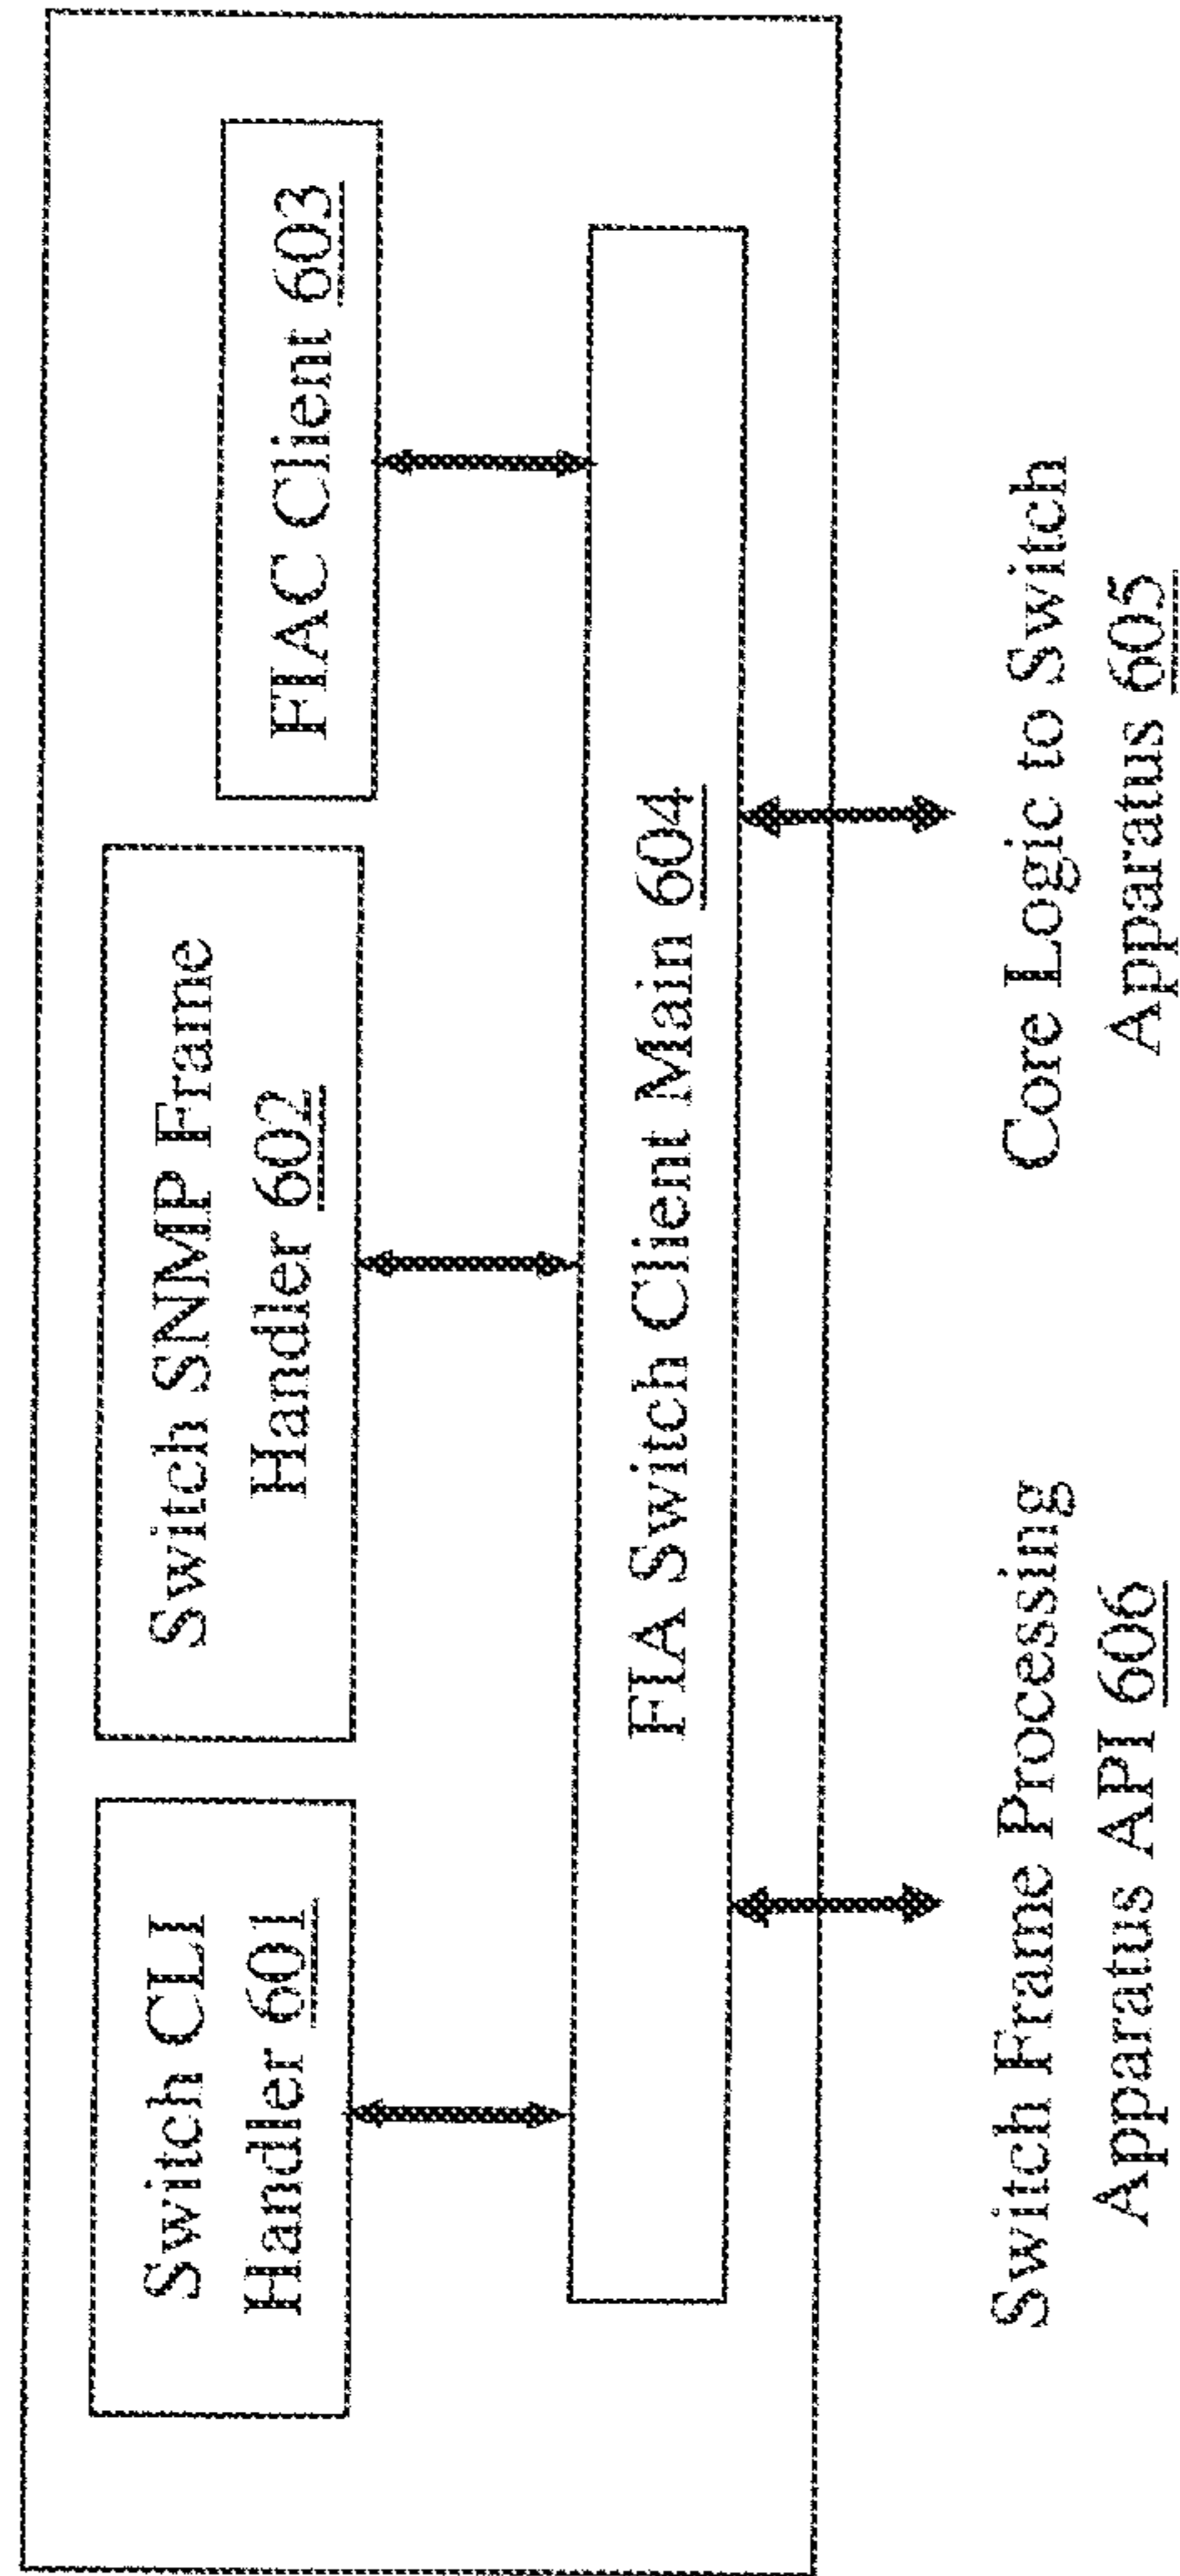 Switch CLI
Handler 601
Switch SNMP Frame
Handler 602
FIAC Client 603
FIA Switch Client Main 604
Switch Frame Processing
Apparatus API 606
Core Logic to Switch
Apparatus 605